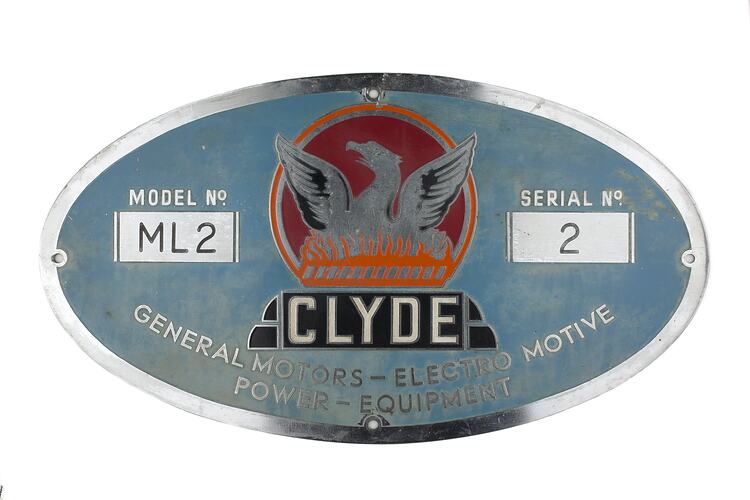 MODEL Nº
ML2
SERIAL Nº
2
CLYDE
GENERAL MOTORS – ELECTRO MOTIVE
POWER – EQUIPMENT